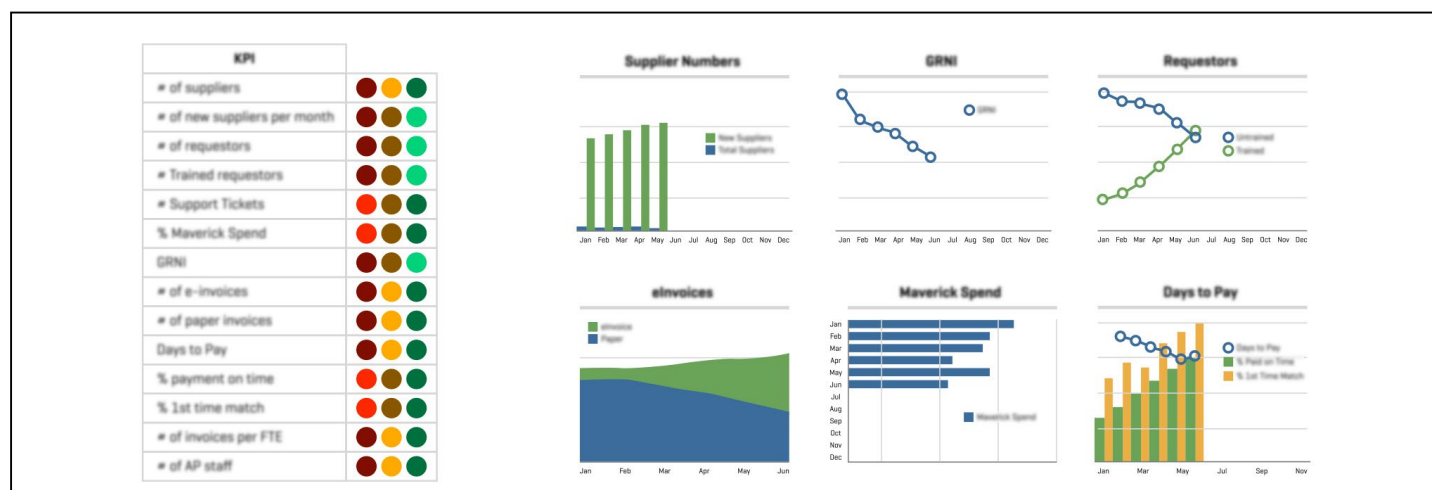 KPI
# of suppliers
# of new suppliers per month
# of requestors
# Trained requestors
# Support Tickets
% Maverick Spend
GRNI
# of e-invoices
# of paper invoices
Days to Pay
% payment on time
% 1st time match
# of invoices per FTE
# of AP staff
Supplier Numbers
New Suppliers
Total Suppliers
Jan Feb Mar Apr May Jun Jul Aug Sep Oct Nov Dec
GRNI
GRNI
Jan Feb Mar Apr May Jun Jul Aug Sep Oct Nov Dec
Requestors
Untrained
Trained
Jan Feb Mar Apr May Jun Jul Aug Sep Oct Nov Dec
eInvoices
eInvoice
Paper
Jan Feb Mar Apr May Jun
Maverick Spend
Jan
Feb
Mar
Apr
May
Jun
Jul
Aug
Sep
Oct
Nov
Dec
Maverick Spend
Days to Pay
Days to Pay
% Paid on Time
% 1st Time Match
Jan Mar May Jul Sep Nov